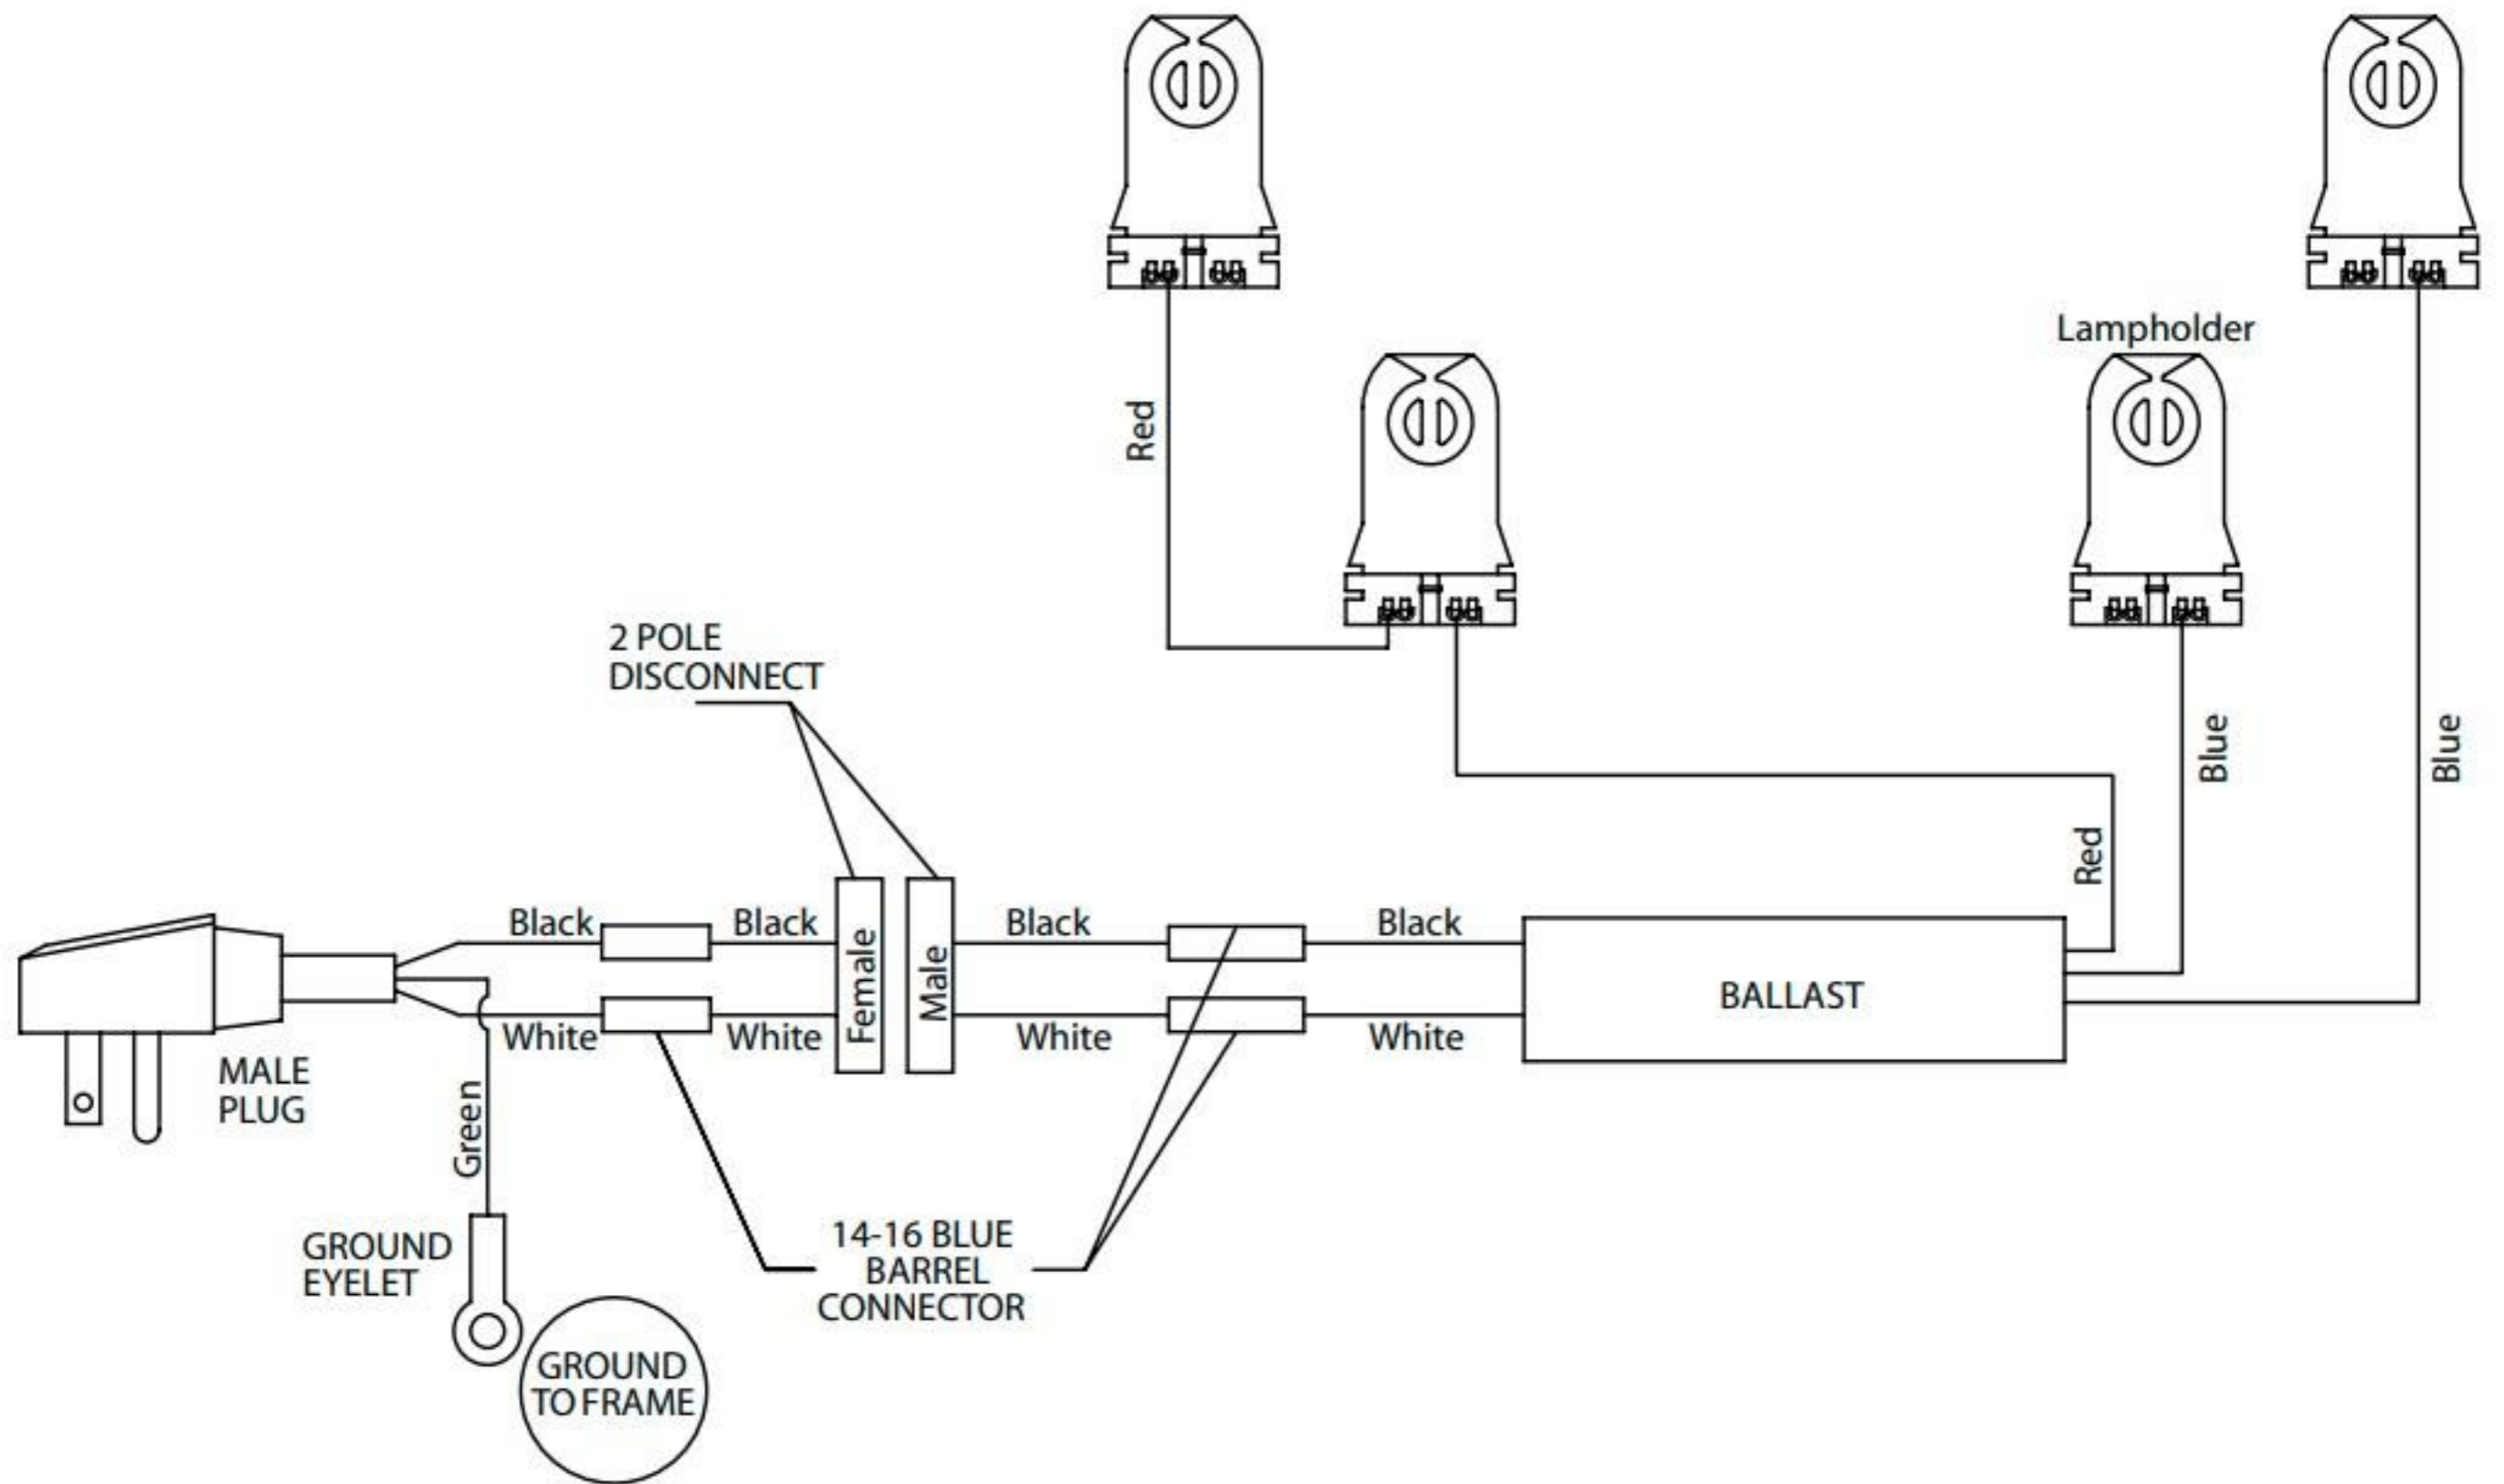 Lampholder
Red
2 POLE
DISCONNECT
Blue
Blue
Red
Black
Black
Black
Black
Female
Male
BALLAST
White
White
White
White
MALE
PLUG
Green
GROUND
EYELET
14-16 BLUE
BARREL
CONNECTOR
GROUND
TO FRAME